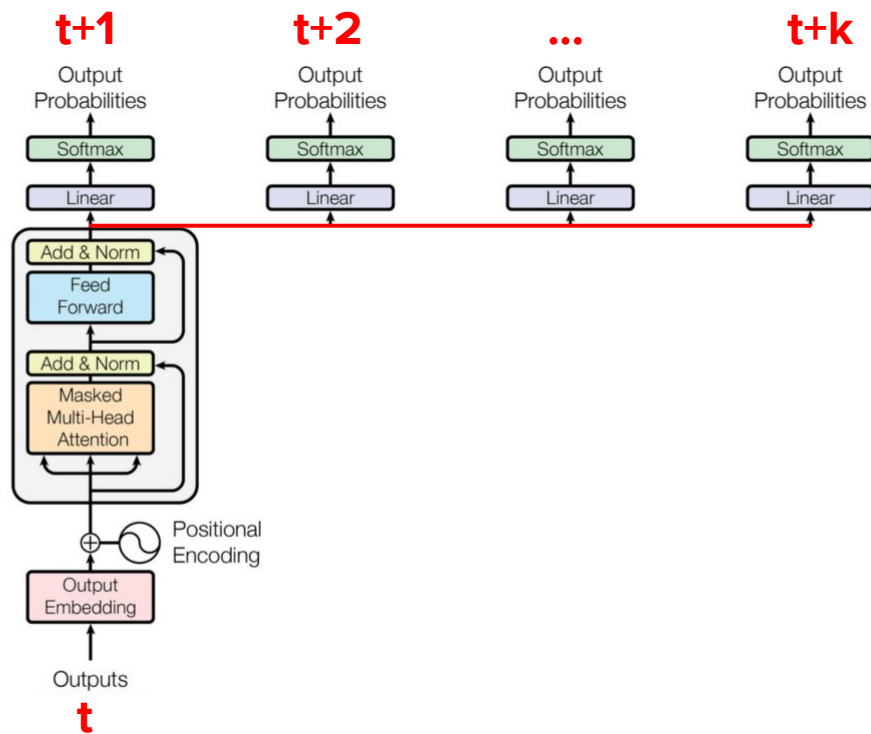 t+1 t+2 ... t+k
Output Output Output Output
Probabilities Probabilities Probabilities Probabilities
Softmax Softmax Softmax Softmax
Linear Linear Linear Linear
Add & Norm
Feed
Forward
Add & Norm
Masked
Multi-Head
Attention
Positional
Encoding
Output
Embedding
Outputs
t